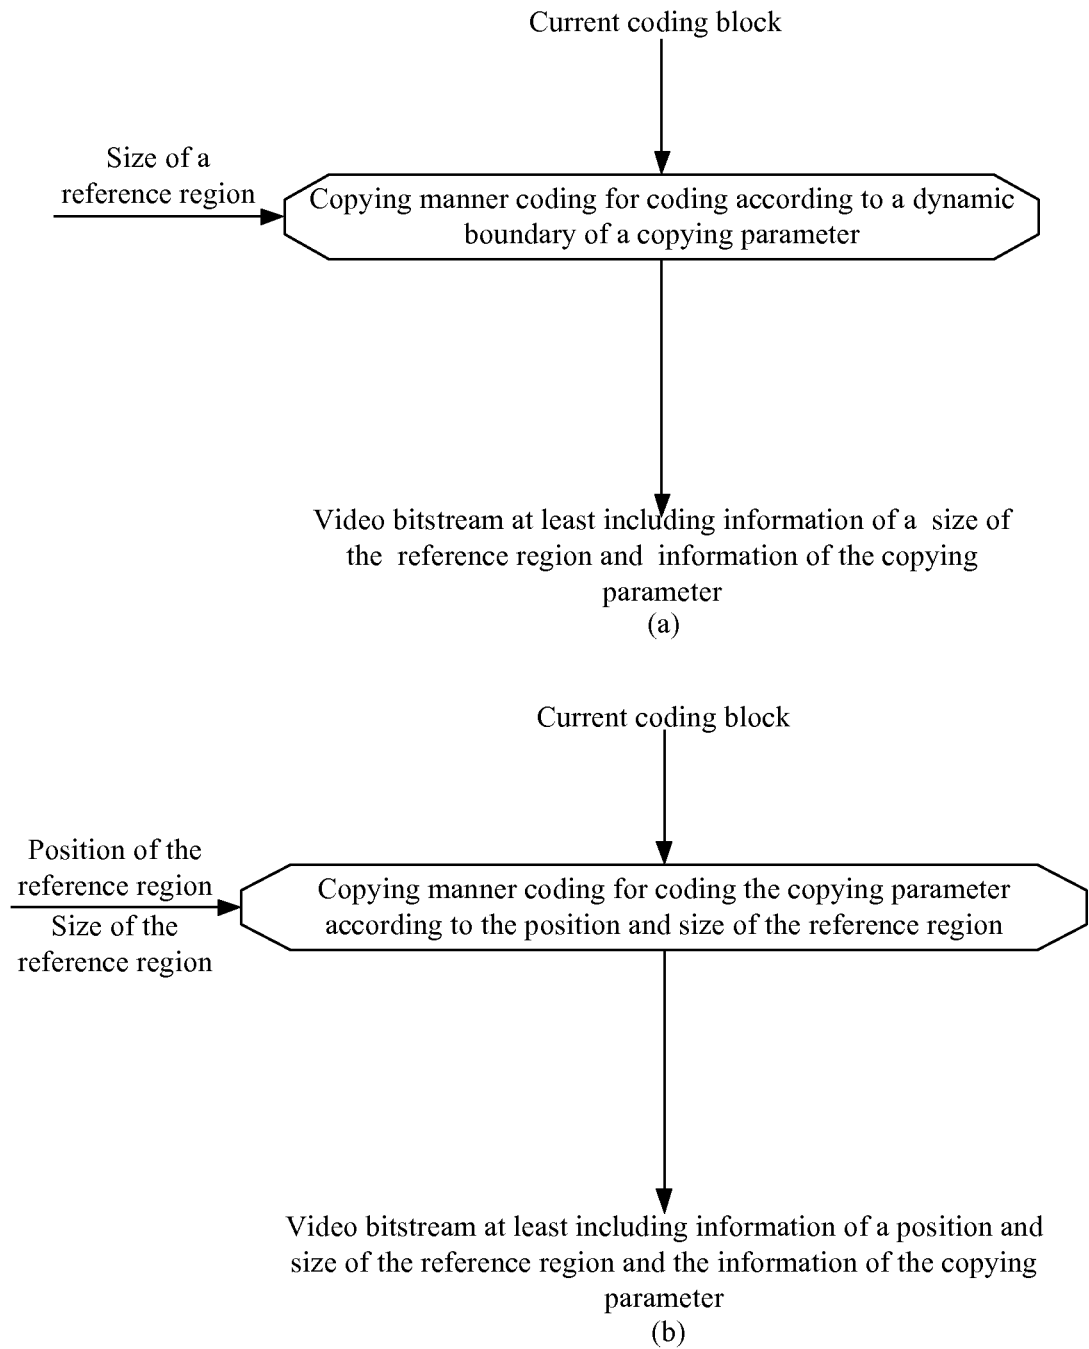 Current coding block
Size of a
reference region
Copying manner coding for coding according to a dynamic
boundary of a copying parameter
Video bitstream at least including information of a  size of
the  reference region and  information of the copying
parameter
(a)
Current coding block
Position of the
reference region
Size of the
reference region
Copying manner coding for coding the copying parameter
according to the position and size of the reference region
Video bitstream at least including information of a position and
size of the reference region and the information of the copying
parameter
(b)